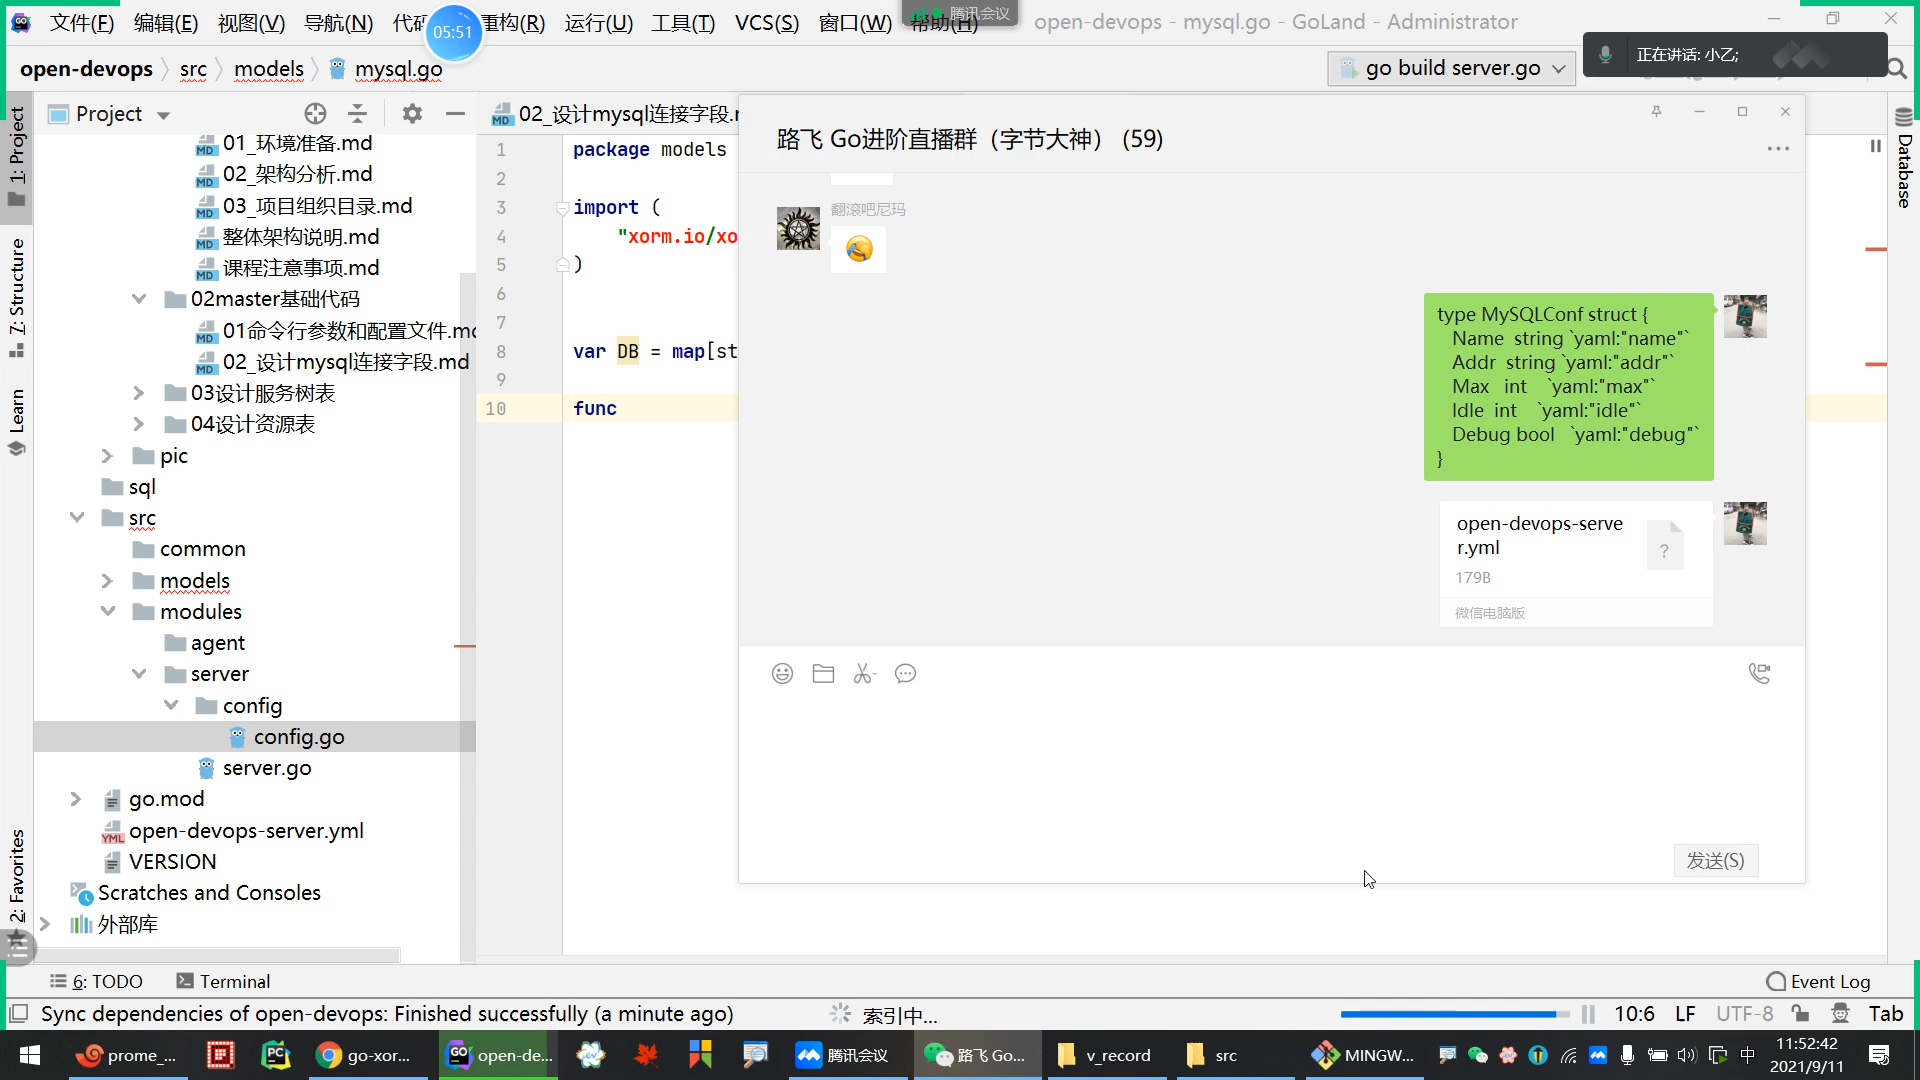 文件(F) 编辑(E) 视图(V) 导航(N) 代码 重构(R) 运行(U) 工具(T) VCS(S) 窗口(W) 帮助(H) open-devops - mysql.go - GoLand - Administrator
05:51
腾讯会议
正在讲话: 小乙;
open-devops src models mysql.go
go build server.go
Project
1: Project
7: Structure
Learn
2: Favorites
Database
01_环境准备.md
02_架构分析.md
03_项目组织目录.md
整体架构说明.md
课程注意事项.md
02master基础代码
01命令行参数和配置文件.mc
02_设计mysql连接字段.md
03设计服务树表
04设计资源表
pic
sql
src
common
models
modules
agent
server
config
config.go
server.go
go.mod
open-devops-server.yml
VERSION
Scratches and Consoles
外部库
02_设计mysql连接字段.
1 package models
2
3 import (
4 "xorm.io/xo
5 )
6
7
8 var DB = map[st
9
10 func
路飞 Go进阶直播群（字节大神） (59)
翻滚吧尼玛
type MySQLConf struct {
Name string `yaml:"name"`
Addr string `yaml:"addr"`
Max int `yaml:"max"`
Idle int `yaml:"idle"`
Debug bool `yaml:"debug"`
}
open-devops-serve
r.yml
179B
微信电脑版
发送(S)
6: TODO Terminal Event Log
Sync dependencies of open-devops: Finished successfully (a minute ago) 索引中... 10:6 LF UTF-8 Tab
prome_... go-xor... open-de... 腾讯会议 路飞 Go... v_record src MINGW... 中
11:52:42
2021/9/11